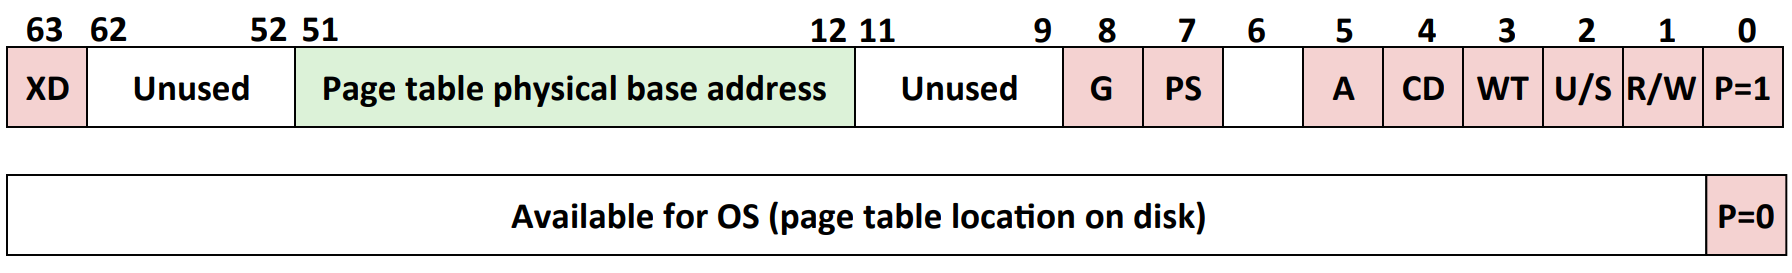 63 62 52 51 12 11 9 8 7 6 5 4 3 2 1 0
XD Unused Page table physical base address Unused G PS A CD WT U/S R/W P=1
Available for OS (page table location on disk) P=0